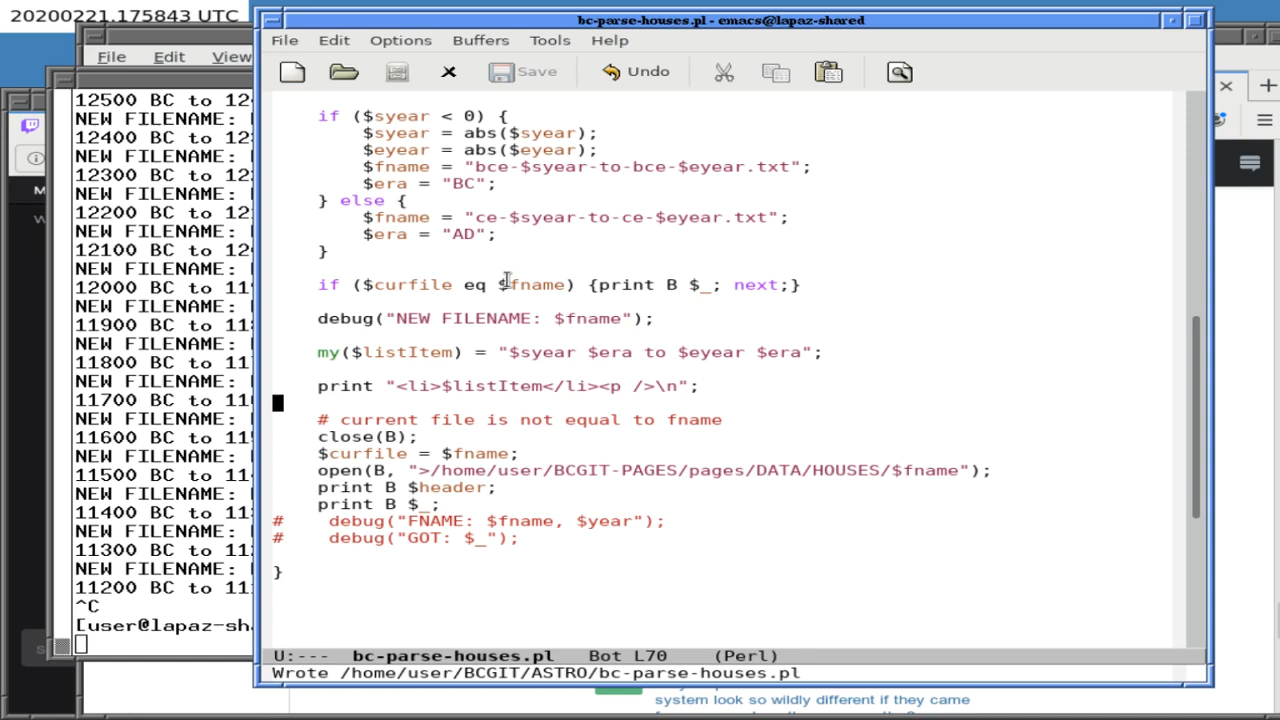 20200221.175843 UTC
bc-parse-houses.pl - emacs@lapaz-shared
File Edit Options Buffers Tools Help
Save Undo
if ($syear < 0) {
$syear = abs($syear);
$eyear = abs($eyear);
$fname = "bce-$syear-to-bce-$eyear.txt";
$era = "BC";
} else {
$fname = "ce-$syear-to-ce-$eyear.txt";
$era = "AD";
}
if ($curfile eq $fname) {print B $_; next;}
debug("NEW FILENAME: $fname");
my($listItem) = "$syear $era to $eyear $era";
print "<li>$listItem</li><p />\n";
# current file is not equal to fname
close(B);
$curfile = $fname;
open(B, ">/home/user/BCGIT-PAGES/pages/DATA/HOUSES/$fname");
print B $header;
print B $_;
# debug("FNAME: $fname, $year");
# debug("GOT: $_");
}
U:--- bc-parse-houses.pl Bot L70 (Perl)
Wrote /home/user/BCGIT/ASTRO/bc-parse-houses.pl
File Edit View
12500 BC to 12
NEW FILENAME:
12400 BC to 12
NEW FILENAME:
12300 BC to 12
NEW FILENAME:
12200 BC to 12
NEW FILENAME:
12100 BC to 12
NEW FILENAME:
12000 BC to 11
NEW FILENAME:
11900 BC to 11
NEW FILENAME:
11800 BC to 11
NEW FILENAME:
11700 BC to 11
NEW FILENAME:
11600 BC to 11
NEW FILENAME:
11500 BC to 11
NEW FILENAME:
11400 BC to 11
NEW FILENAME:
11300 BC to 11
NEW FILENAME:
11200 BC to 11
^C
[user@lapaz-sh
system look so wildly different if they came